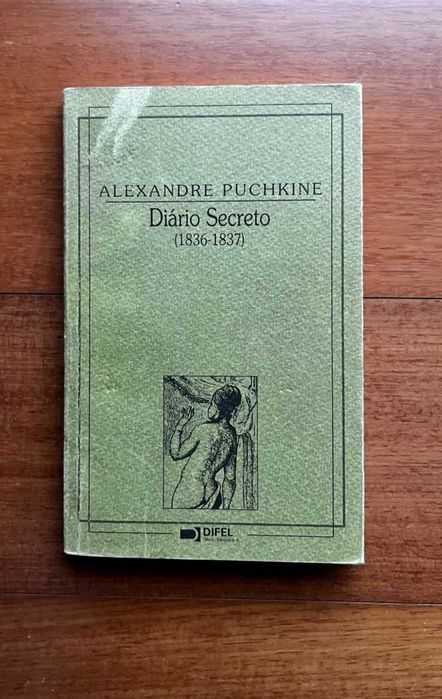 ALEXANDRE PUCHKINE
Diário Secreto
(1836-1837)
DIFEL